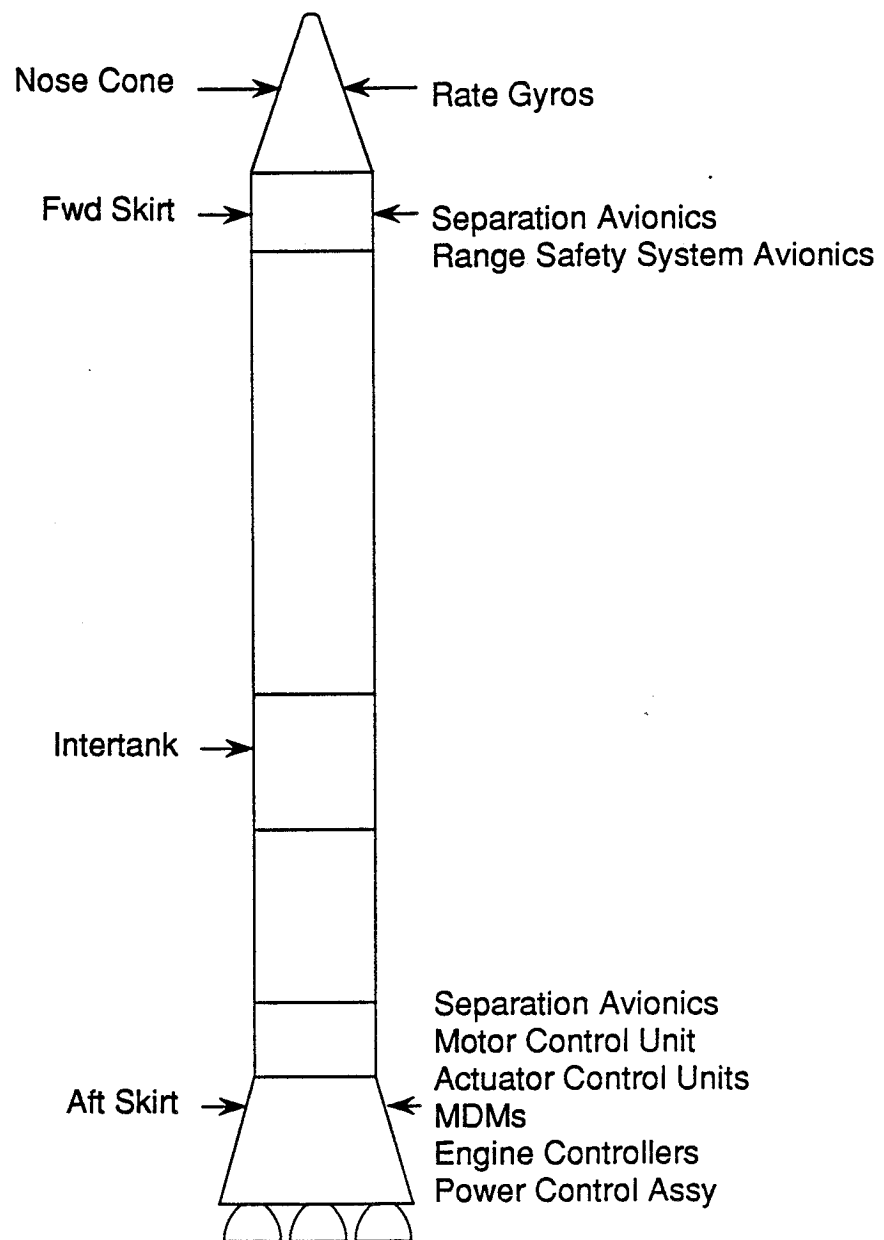 Nose Cone
Rate Gyros
Fwd Skirt
Separation Avionics
Range Safety System Avionics
Intertank
Separation Avionics
Motor Control Unit
Actuator Control Units
Aft Skirt
MDMs
Engine Controllers
Power Control Assy